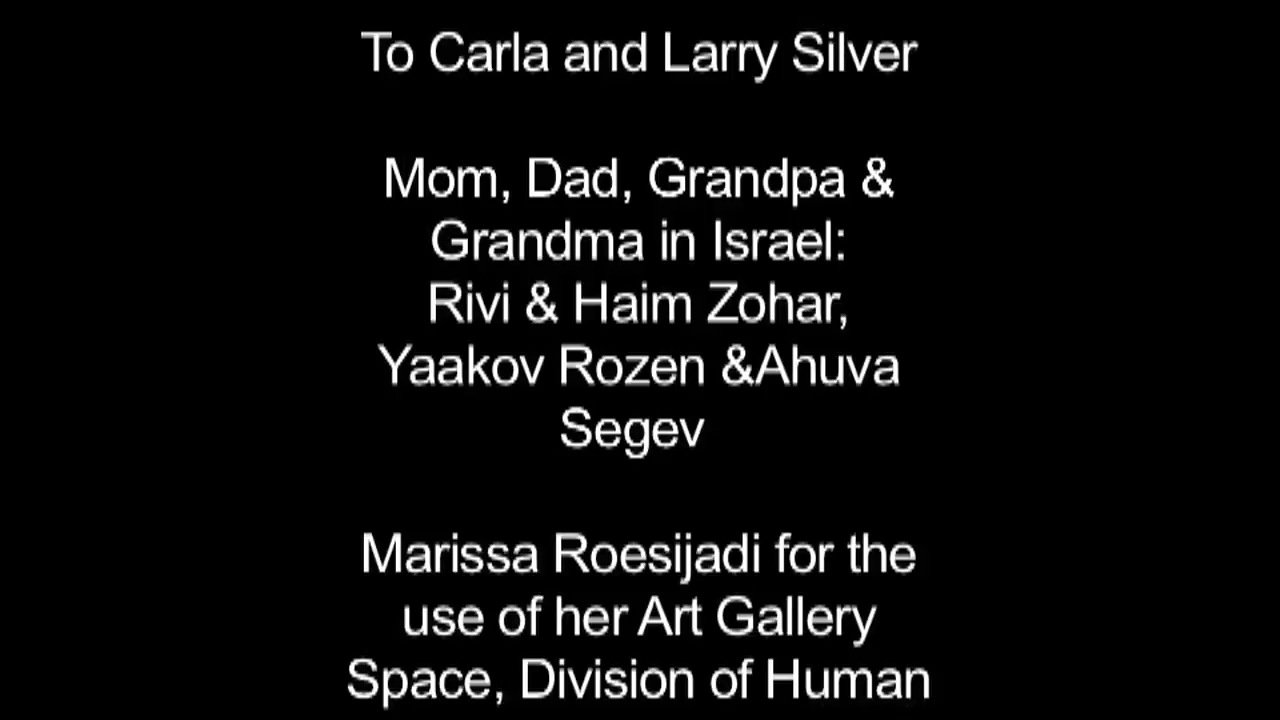 To Carla and Larry Silver
Mom, Dad, Grandpa &
Grandma in Israel:
Rivi & Haim Zohar,
Yaakov Rozen &Ahuva
Segev
Marissa Roesijadi for the
use of her Art Gallery
Space, Division of Human